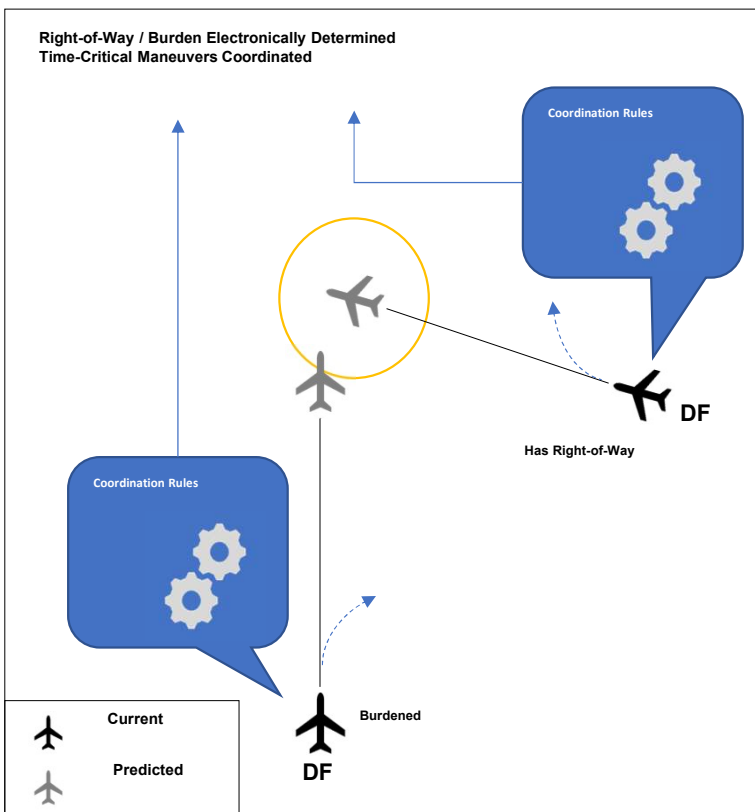 Right-of-Way / Burden Electronically Determined
Time-Critical Maneuvers Coordinated
Coordination Rules
DF
Has Right-of-Way
Coordination Rules
Burdened
DF
Current
Predicted